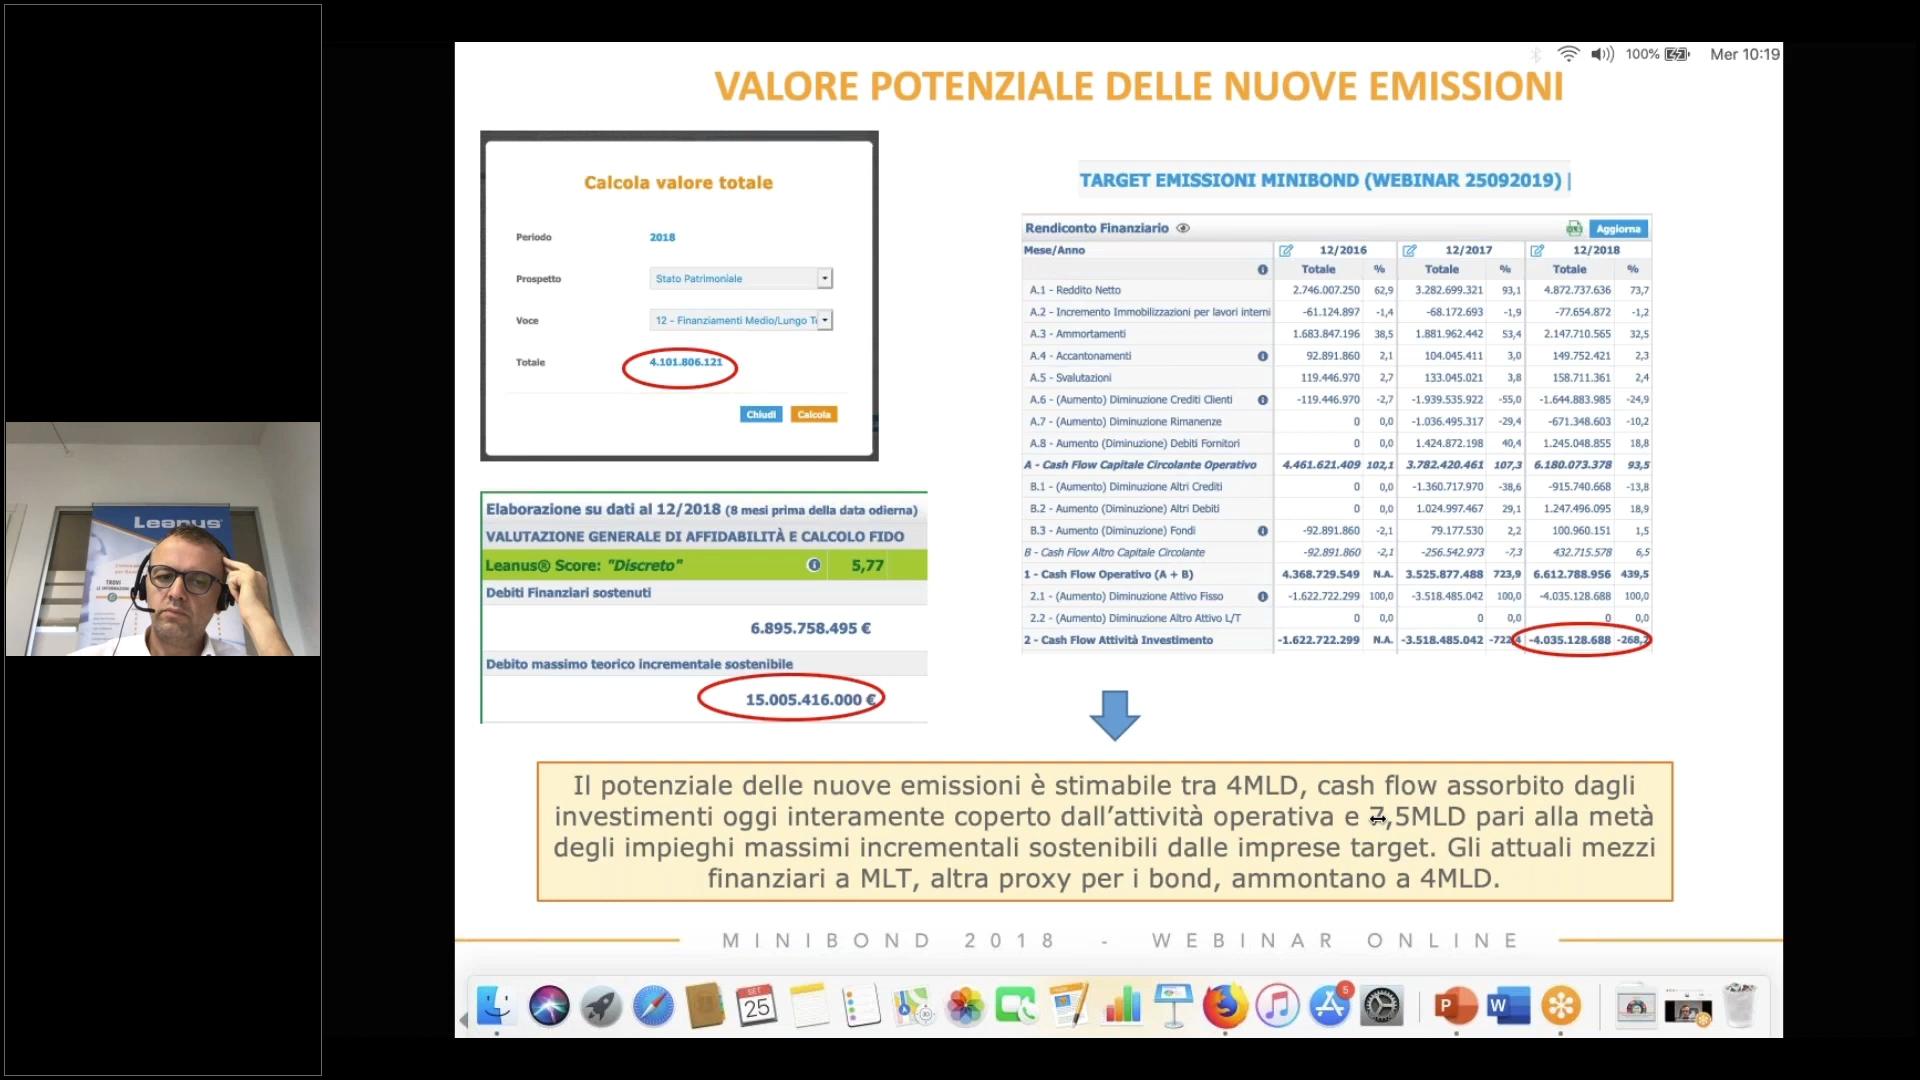 100% Mer 10:19
VALORE POTENZIALE DELLE NUOVE EMISSIONI
Calcola valore totale
Periodo 2018
Prospetto Stato Patrimoniale
Voce 12 - Finanziamenti Medio/Lungo
Totale 4.101.806.121
Chiudi Calcola
Elaborazione su dati al 12/2018 (8 mesi prima della data odierna)
VALUTAZIONE GENERALE DI AFFIDABILITÀ E CALCOLO FIDO
Leanus® Score: "Discreto" 5,77
Debiti Finanziari sostenuti
6.895.758.495 €
Debito massimo teorico incrementale sostenibile
15.005.416.000 €
TARGET EMISSIONI MINIBOND (WEBINAR 25092019) |
Rendiconto Finanziario Aggiorna
Mese/Anno 12/2016 12/2017 12/2018
Totale % Totale % Totale %
A.1 - Reddito Netto 2.746.007.250 62,9 3.282.699.321 93,1 4.872.737.636 73,7
A.2 - Incremento Immobilizzazioni per lavori interni -61.124.897 -1,4 -68.172.693 -1,9 -77.654.872 -1,2
A.3 - Ammortamenti 1.683.847.196 38,5 1.881.962.442 53,4 2.147.710.565 32,5
A.4 - Accantonamenti 92.891.860 2,1 104.045.411 3,0 149.752.421 2,3
A.5 - Svalutazioni 119.446.970 2,7 133.045.021 3,8 158.711.361 2,4
A.6 - (Aumento) Diminuzione Crediti Clienti -119.446.970 -2,7 -1.939.535.922 -55,0 -1.644.883.985 -24,9
A.7 - (Aumento) Diminuzione Rimanenze 0 0,0 -1.036.495.317 -29,4 -671.348.603 -10,2
A.8 - Aumento (Diminuzione) Debiti Fornitori 0 0,0 1.424.872.198 40,4 1.245.048.855 18,8
A - Cash Flow Capitale Circolante Operativo 4.461.621.409 102,1 3.782.420.461 107,3 6.180.073.378 93,5
B.1 - (Aumento) Diminuzione Altri Crediti 0 0,0 -1.360.717.970 -38,6 -915.740.668 -13,8
B.2 - Aumento (Diminuzione) Altri Debiti 0 0,0 1.024.997.467 29,1 1.247.496.095 18,9
B.3 - Aumento (Diminuzione) Fondi -92.891.860 -2,1 79.177.530 2,2 100.960.151 1,5
B - Cash Flow Altro Capitale Circolante -92.891.860 -2,1 -256.542.973 -7,3 432.715.578 6,5
1 - Cash Flow Operativo (A + B) 4.368.729.549 N.A. 3.525.877.488 723,9 6.612.788.956 439,5
2.1 - (Aumento) Diminuzione Attivo Fisso -1.622.722.299 100,0 -3.518.485.042 100,0 -4.035.128.688 100,0
2.2 - (Aumento) Diminuzione Altro Attivo L/T 0 0,0 0 0,0 0 0,0
2 - Cash Flow Attività Investimento -1.622.722.299 N.A. -3.518.485.042 -722,4 -4.035.128.688 -268,2
Il potenziale delle nuove emissioni è stimabile tra 4MLD, cash flow assorbito dagli
investimenti oggi interamente coperto dall'attività operativa e 7,5MLD pari alla metà
degli impieghi massimi incrementali sostenibili dalle imprese target. Gli attuali mezzi
finanziari a MLT, altra proxy per i bond, ammontano a 4MLD.
MINIBOND 2018 - WEBINAR ONLINE
Leanus
TROVI
SET
25
5
P
W